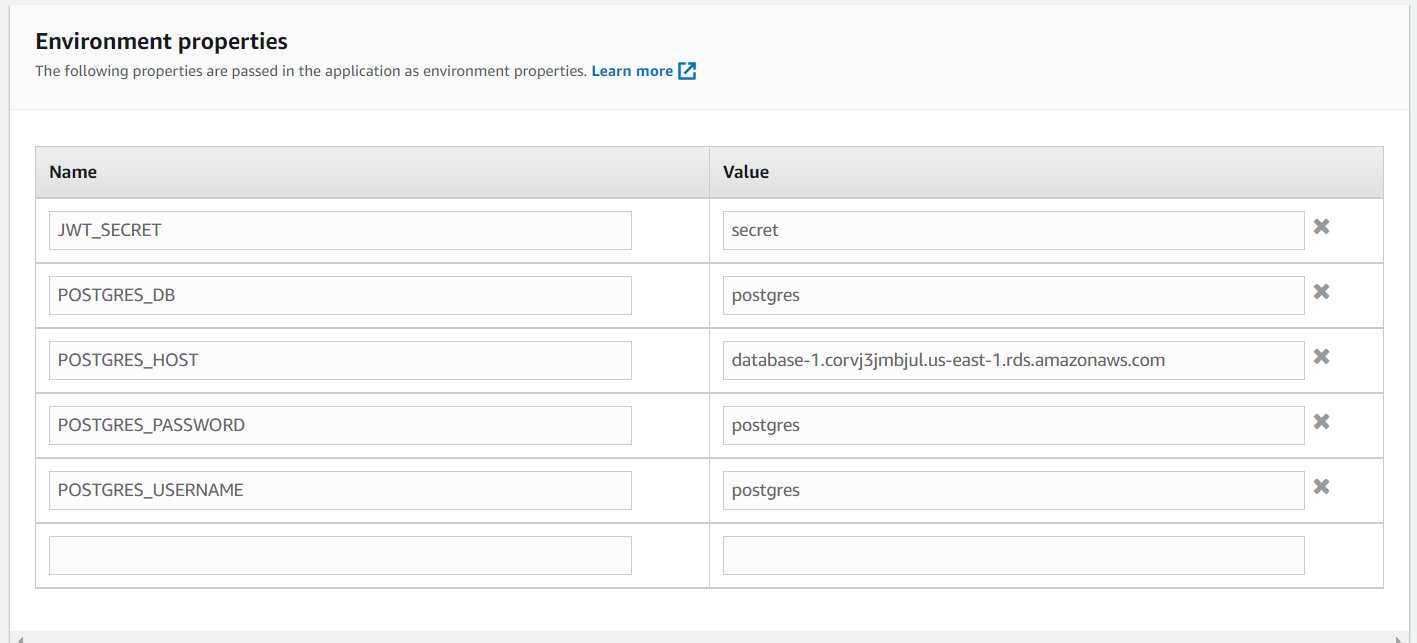 Environment properties
The following properties are passed in the application as environment properties. Learn more
Name Value
JWT_SECRET secret
POSTGRES_DB postgres
POSTGRES_HOST database-1.corvj3jmbjul.us-east-1.rds.amazonaws.com
POSTGRES_PASSWORD postgres
POSTGRES_USERNAME postgres